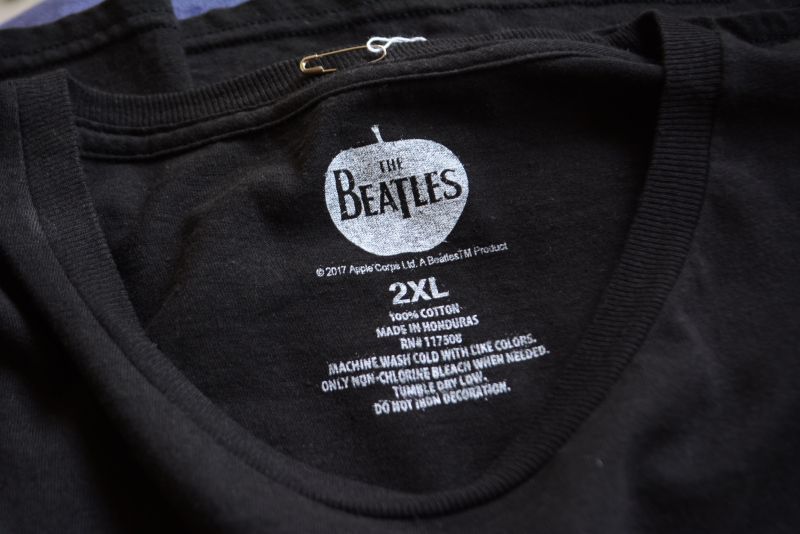 THE
BEATLES
© 2017 Apple Corps Ltd. A Beatles™ Product
2XL
100% COTTON
MADE IN HONDURAS
RN# 117508
MACHINE WASH COLD WITH LIKE COLORS.
ONLY NON-CHLORINE BLEACH WHEN NEEDED.
TUMBLE DRY LOW.
DO NOT IRON DECORATION.